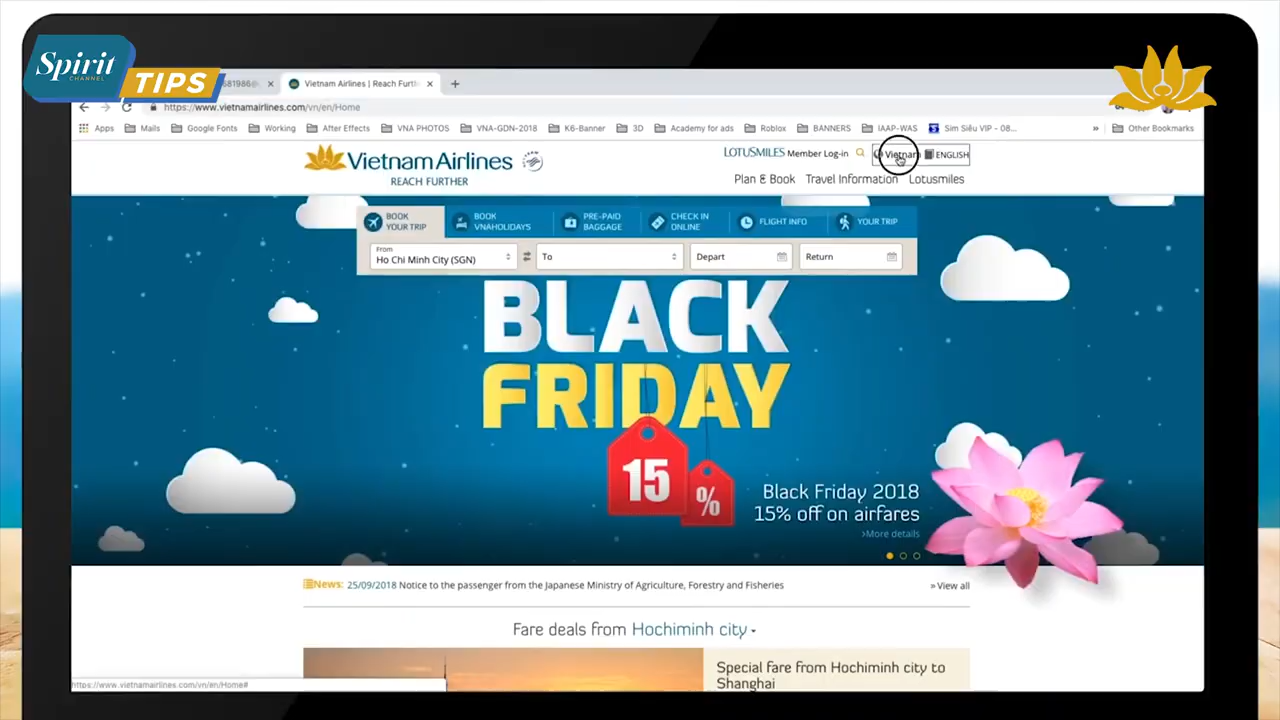 Spirit
CHANNEL
TIPS
Vietnam Airlines | Reach Furth
https://www.vietnamairlines.com/vn/en/Home
Apps Mails Google Fonts Working After Effects VNA PHOTOS VNA-GDN-2018 K6-Banner 3D Academy for ads Roblox BANNERS IAAP-WAS Sim Siêu VIP - 08... » Other Bookmarks
Vietnam Airlines
REACH FURTHER
LOTUSMILES Member Log-in Vietnam ENGLISH
Plan & Book Travel Information Lotusmiles
BOOK YOUR TRIP
BOOK VNAHOLIDAYS
PRE-PAID BAGGAGE
CHECK IN ONLINE
FLIGHT INFO
YOUR TRIP
From
Ho Chi Minh City (SGN) To Depart Return
BLACK
FRIDAY
15 %
Black Friday 2018
15% off on airfares
›More details
News: 25/09/2018 Notice to the passenger from the Japanese Ministry of Agriculture, Forestry and Fisheries » View all
Fare deals from Hochiminh city
Special fare from Hochiminh city to
Shanghai
https://www.vietnamairlines.com/vn/en/Home#